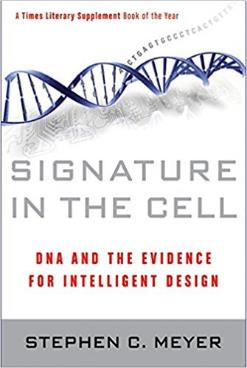 A Times Literary Supplement Book of the Year
CTGAGTGCCCTCACTGTTG
SIGNATURE
IN THE CELL
DNA AND THE EVIDENCE
FOR INTELLIGENT DESIGN
STEPHEN C. MEYER